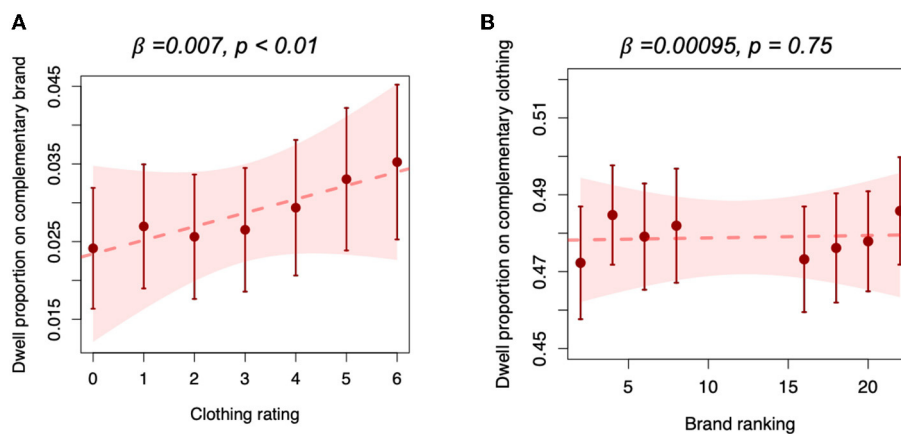 A
β =0.007, p < 0.01
Dwell proportion on complementary brand
0.045
0.035
0.025
0.015
0 1 2 3 4 5 6
Clothing rating
B
β =0.00095, p = 0.75
Dwell proportion on complementary clothing
0.51
0.49
0.47
0.45
5 10 15 20
Brand ranking